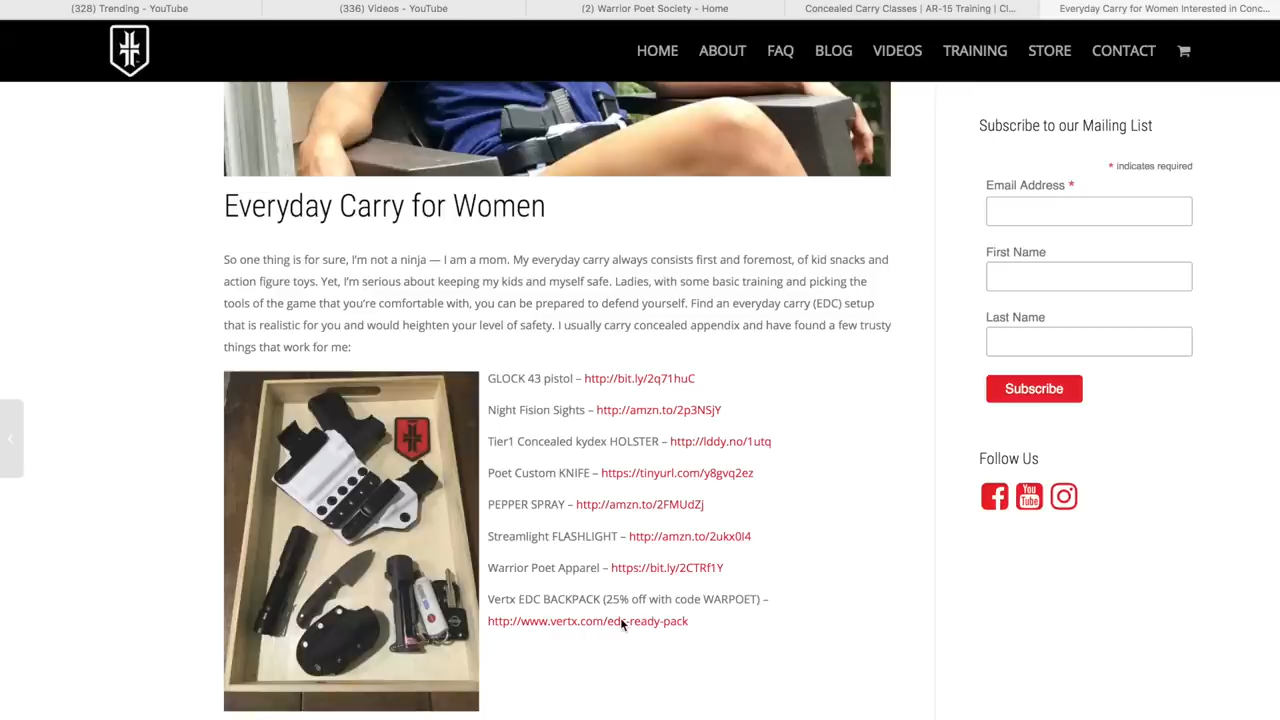 (328) Trending - YouTube
(336) Videos - YouTube
(2) Warrior Poet Society - Home
Concealed Carry Classes | AR-15 Training | Cl...
Everyday Carry for Women Interested in Conc...
HOME ABOUT FAQ BLOG VIDEOS TRAINING STORE CONTACT
Everyday Carry for Women
So one thing is for sure, I'm not a ninja — I am a mom. My everyday carry always consists first and foremost, of kid snacks and
action figure toys. Yet, I'm serious about keeping my kids and myself safe. Ladies, with some basic training and picking the
tools of the game that you're comfortable with, you can be prepared to defend yourself. Find an everyday carry (EDC) setup
that is realistic for you and would heighten your level of safety. I usually carry concealed appendix and have found a few trusty
things that work for me:
GLOCK 43 pistol – http://bit.ly/2q71huC
Night Fision Sights – http://amzn.to/2p3NSjY
Tier1 Concealed kydex HOLSTER – http://lddy.no/1utq
Poet Custom KNIFE – https://tinyurl.com/y8gvq2ez
PEPPER SPRAY – http://amzn.to/2FMUdZj
Streamlight FLASHLIGHT – http://amzn.to/2ukx0I4
Warrior Poet Apparel – https://bit.ly/2CTRf1Y
Vertx EDC BACKPACK (25% off with code WARPOET) –
http://www.vertx.com/edc-ready-pack
Subscribe to our Mailing List
* indicates required
Email Address *
First Name
Last Name
Subscribe
Follow Us
You
Tube